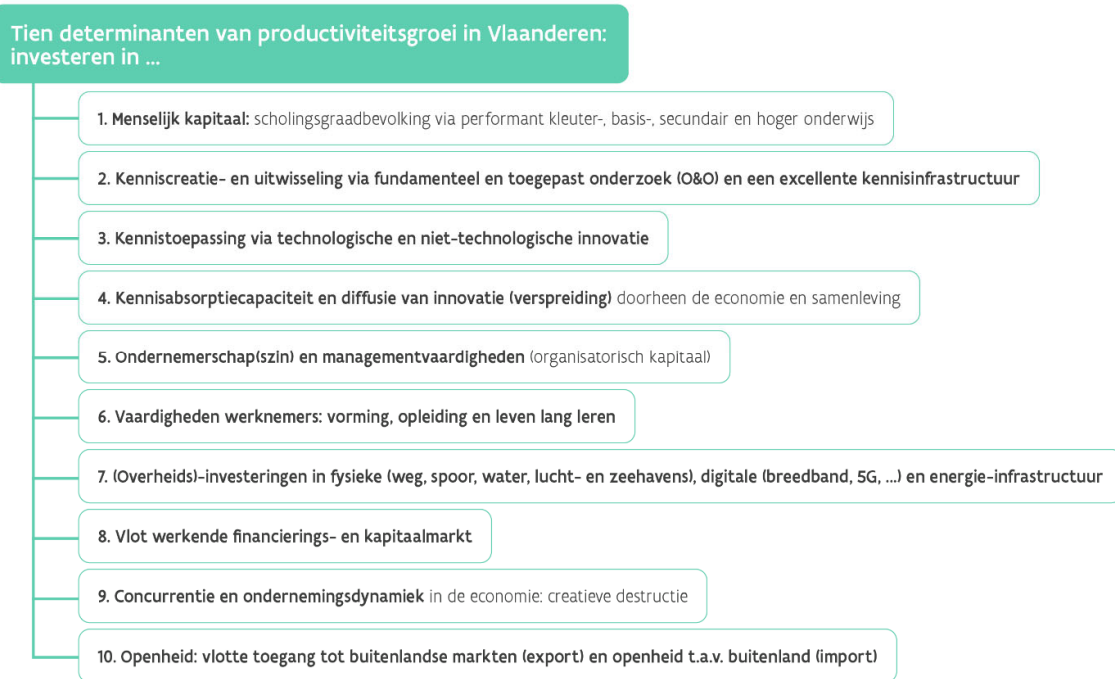 Tien determinanten van productiviteitsgroei in Vlaanderen:
investeren in ...
1. Menselijk kapitaal: scholingsgraadbevolking via performant kleuter-, basis-, secundair en hoger onderwijs
2. Kenniscreatie- en uitwisseling via fundamenteel en toegepast onderzoek (O&O) en een excellente kennisinfrastructuur
3. Kennistoepassing via technologische en niet-technologische innovatie
4. Kennisabsorptiecapaciteit en diffusie van innovatie (verspreiding) doorheen de economie en samenleving
5. Ondernemerschap(szin) en managementvaardigheden (organisatorisch kapitaal)
6. Vaardigheden werknemers: vorming, opleiding en leven lang leren
7. (Overheids)-investeringen in fysieke (weg, spoor, water, lucht- en zeehavens), digitale (breedband, 5G, ...) en energie-infrastructuur
8. Vlot werkende financierings- en kapitaalmarkt
9. Concurrentie en ondernemingsdynamiek in de economie: creatieve destructie
10. Openheid: vlotte toegang tot buitenlandse markten (export) en openheid t.a.v. buitenland (import)